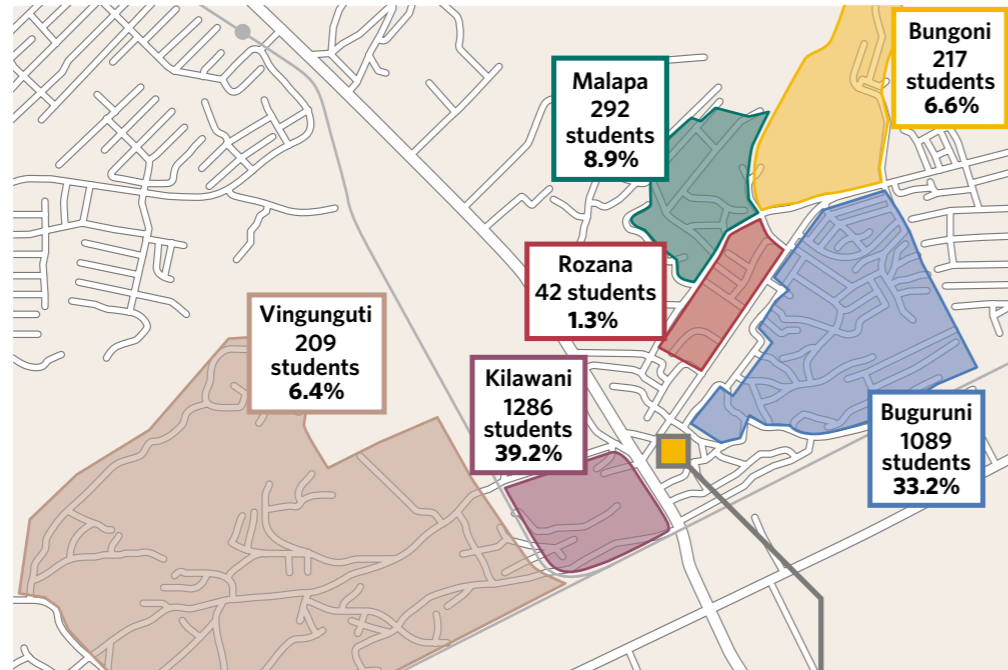 Bungoni
217
students
6.6%
Malapa
292
students
8.9%
Rozana
42 students
1.3%
Vingunguti
209
students
6.4%
Kilawani
1286
students
39.2%
Buguruni
1089
students
33.2%